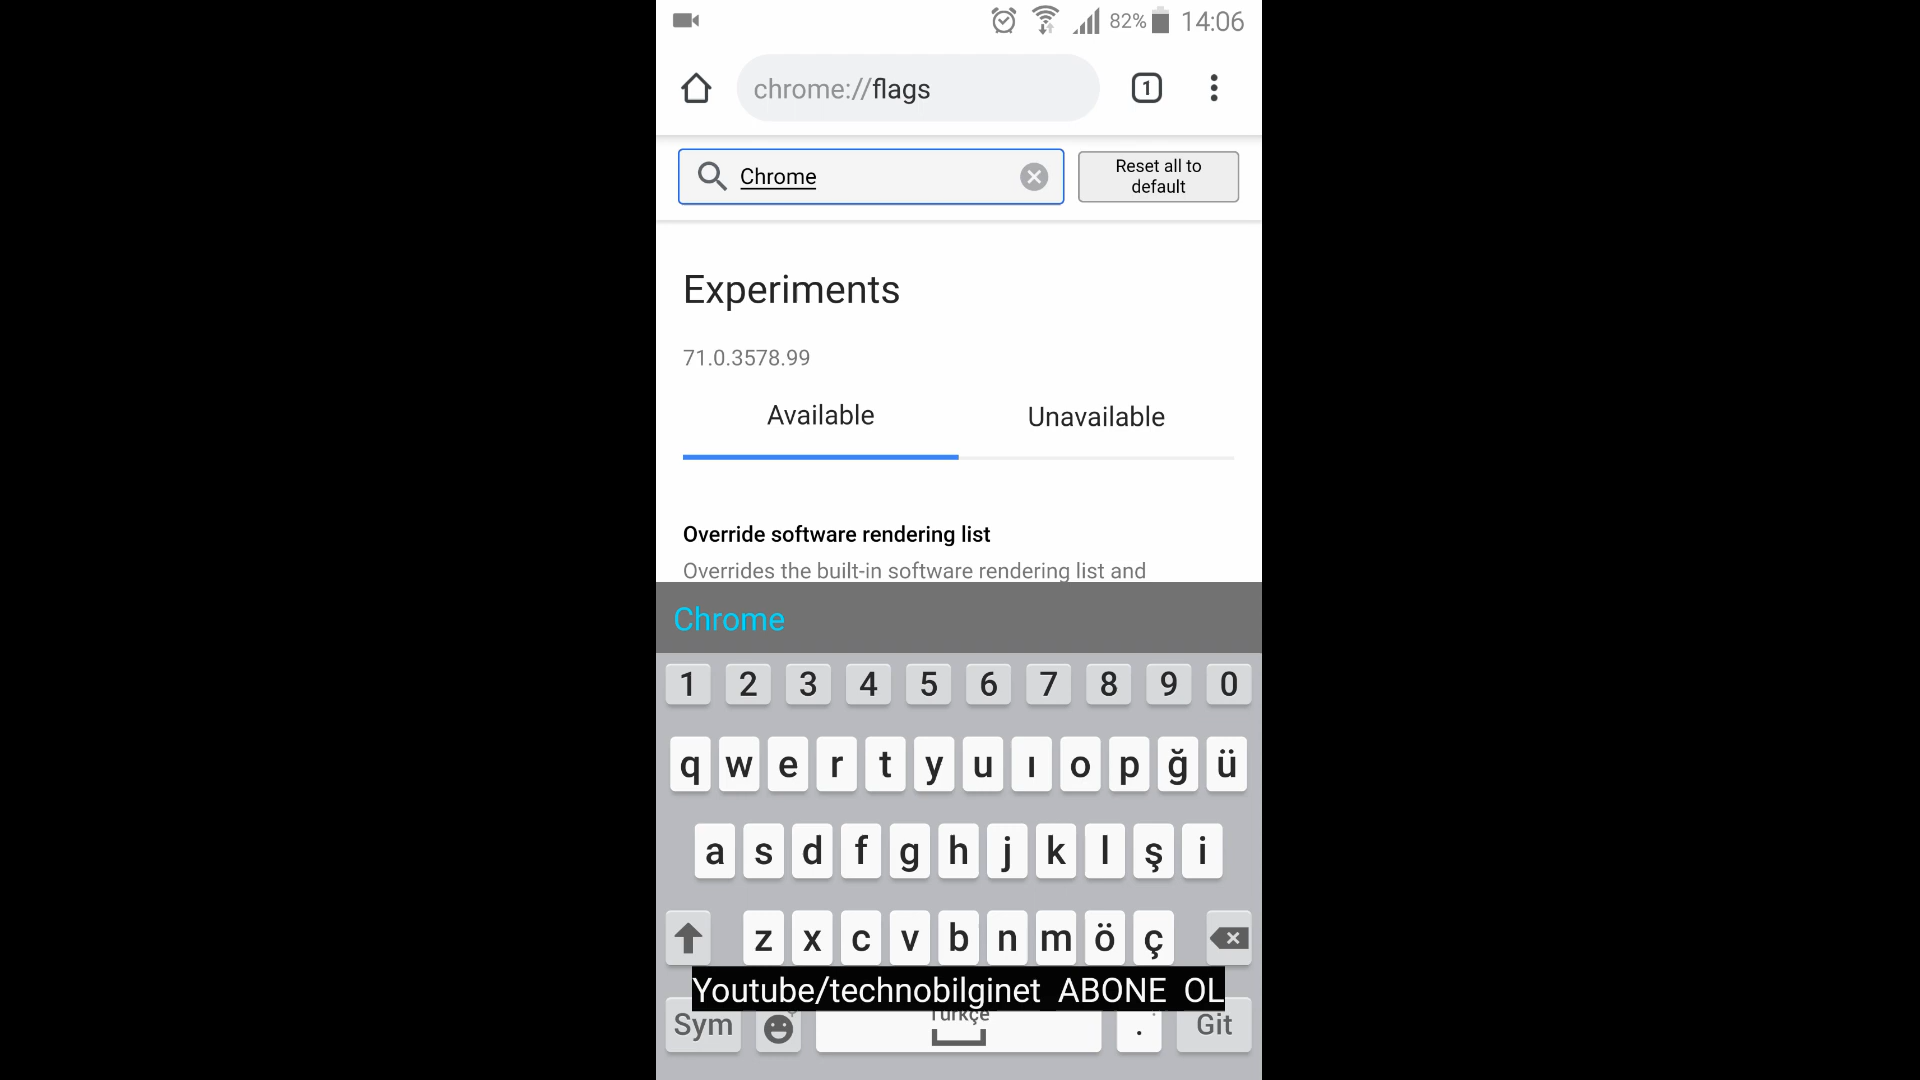 82% 14:06
chrome://flags 1
Chrome
Reset all to
default
Experiments
71.0.3578.99
Available Unavailable
Override software rendering list
Overrides the built-in software rendering list and
Chrome
1 2 3 4 5 6 7 8 9 0
q w e r t y u ı o p ğ ü
a s d f g h j k l ş i
z x c v b n m ö ç
Youtube/technobilginet ABONE OL
Sym Türkçe . Git